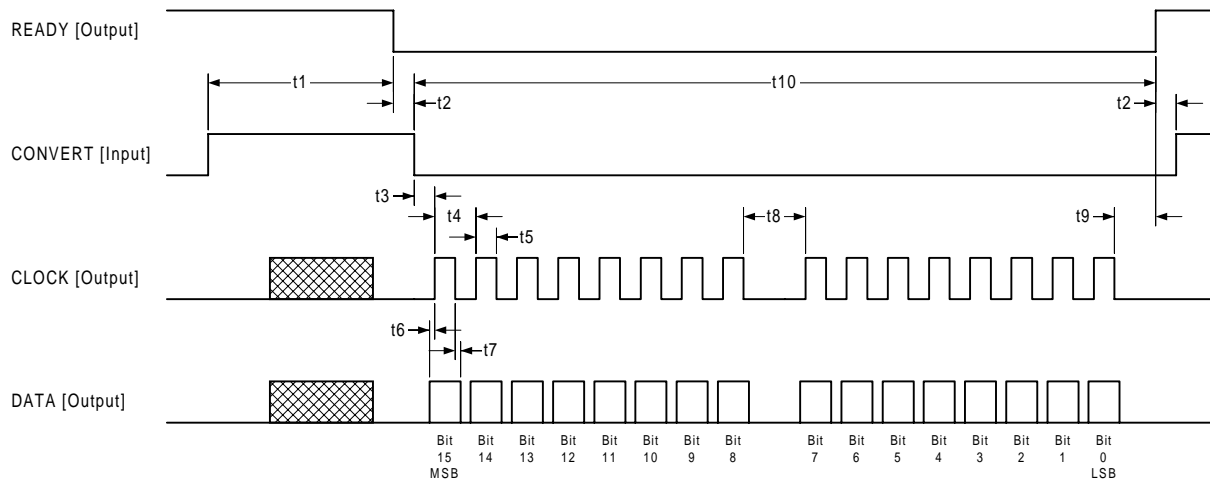 READY [Output]
t1
t10
t2
t2
CONVERT [Input]
t3
t4
t8
t9
t5
CLOCK [Output]
t6
t7
DATA [Output]
Bit 15 MSB
Bit 14
Bit 13
Bit 12
Bit 11
Bit 10
Bit 9
Bit 8
Bit 7
Bit 6
Bit 5
Bit 4
Bit 3
Bit 2
Bit 1
Bit 0 LSB